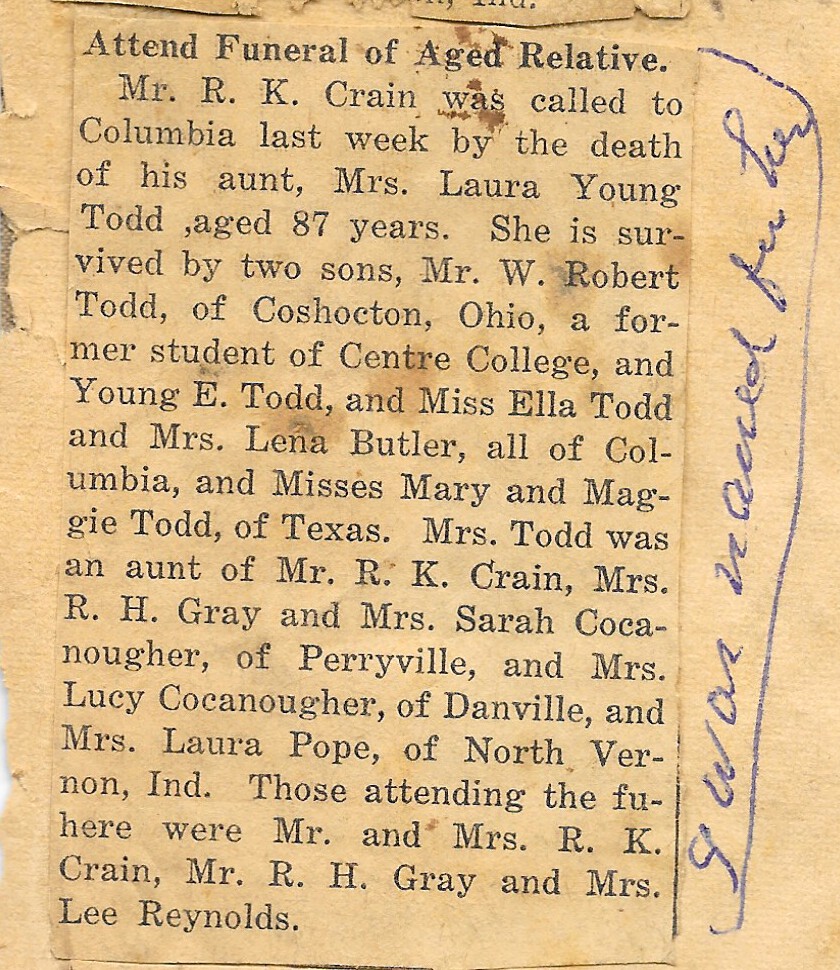 Attend Funeral of Aged Relative.
Mr. R. K. Crain was called to
Columbia last week by the death
of his aunt, Mrs. Laura Young
Todd ,aged 87 years. She is sur-
vived by two sons, Mr. W. Robert
Todd, of Coshocton, Ohio, a for-
mer student of Centre College, and
Young E. Todd, and Miss Ella Todd
and Mrs. Lena Butler, all of Col-
umbia, and Misses Mary and Mag-
gie Todd, of Texas. Mrs. Todd was
an aunt of Mr. R. K. Crain, Mrs.
R. H. Gray and Mrs. Sarah Coca-
nougher, of Perryville, and Mrs.
Lucy Cocanougher, of Danville, and
Mrs. Laura Pope, of North Ver-
non, Ind. Those attending the fu-
here were Mr. and Mrs. R. K.
Crain, Mr. R. H. Gray and Mrs.
Lee Reynolds.
I was named for her